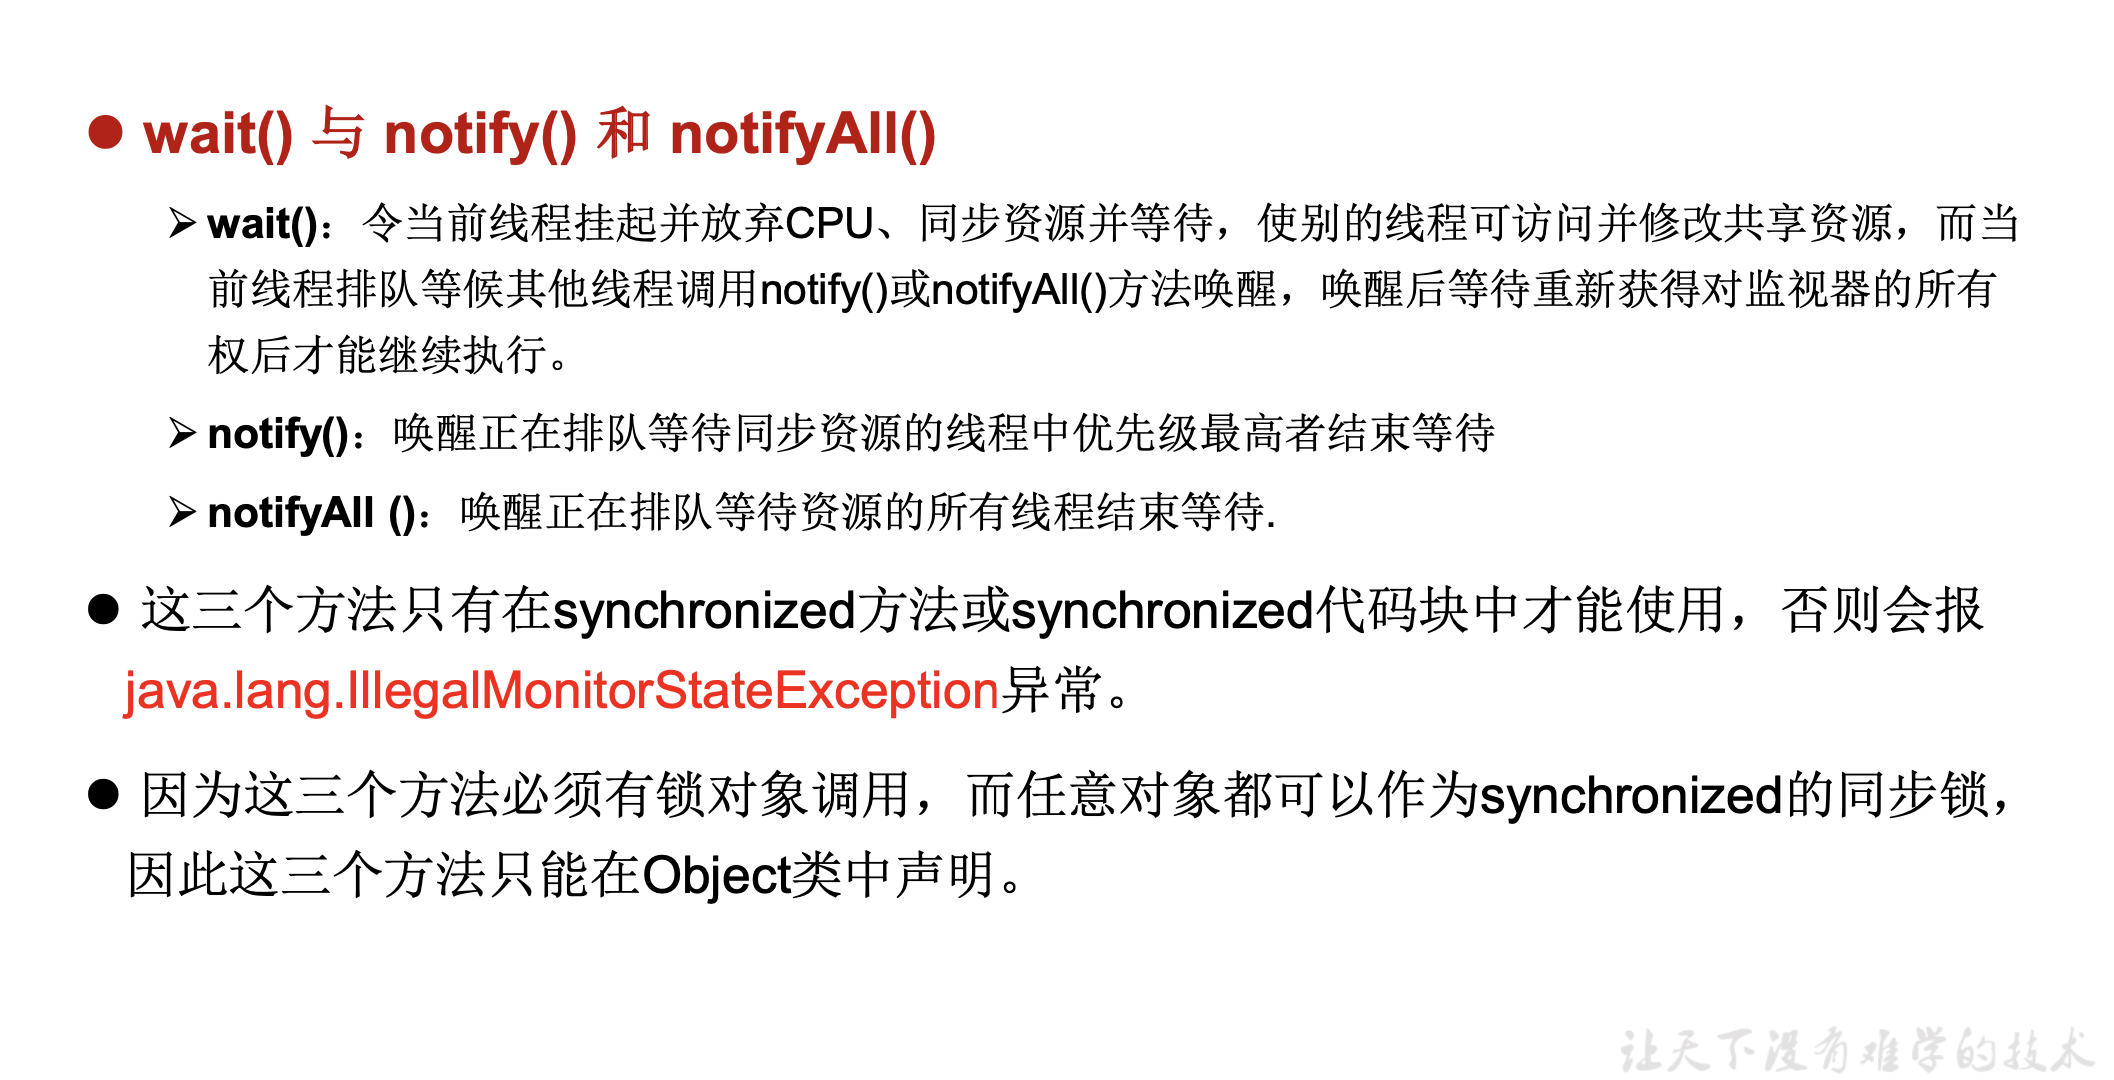 ● wait() 与 notify() 和 notifyAll()
➢ wait()：令当前线程挂起并放弃CPU、同步资源并等待，使别的线程可访问并修改共享资源，而当
前线程排队等候其他线程调用notify()或notifyAll()方法唤醒，唤醒后等待重新获得对监视器的所有
权后才能继续执行。
➢ notify()：唤醒正在排队等待同步资源的线程中优先级最高者结束等待
➢ notifyAll ()：唤醒正在排队等待资源的所有线程结束等待.
● 这三个方法只有在synchronized方法或synchronized代码块中才能使用，否则会报
java.lang.IllegalMonitorStateException异常。
● 因为这三个方法必须有锁对象调用，而任意对象都可以作为synchronized的同步锁，
因此这三个方法只能在Object类中声明。
让天下没有难学的技术